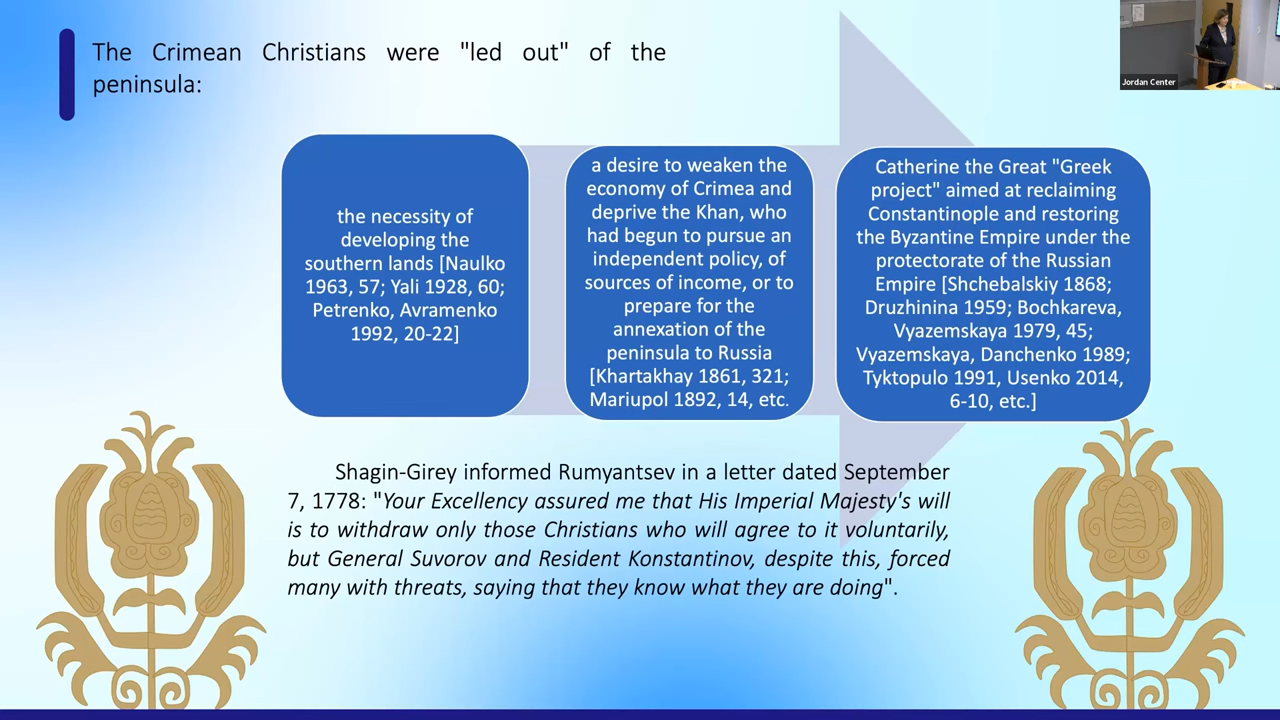 The Crimean Christians were "led out" of the
peninsula:
Jordan Center
the necessity of
developing the
southern lands [Naulko
1963, 57; Yali 1928, 60;
Petrenko, Avramenko
1992, 20-22]
a desire to weaken the
economy of Crimea and
deprive the Khan, who
had begun to pursue an
independent policy, of
sources of income, or to
prepare for the
annexation of the
peninsula to Russia
[Khartakhay 1861, 321;
Mariupol 1892, 14, etc.
Catherine the Great "Greek
project" aimed at reclaiming
Constantinople and restoring
the Byzantine Empire under the
protectorate of the Russian
Empire [Shchebalskiy 1868;
Druzhinina 1959; Bochkareva,
Vyazemskaya 1979, 45;
Vyazemskaya, Danchenko 1989;
Tyktopulo 1991, Usenko 2014,
6-10, etc.]
Shagin-Girey informed Rumyantsev in a letter dated September
7, 1778: "Your Excellency assured me that His Imperial Majesty's will
is to withdraw only those Christians who will agree to it voluntarily,
but General Suvorov and Resident Konstantinov, despite this, forced
many with threats, saying that they know what they are doing".